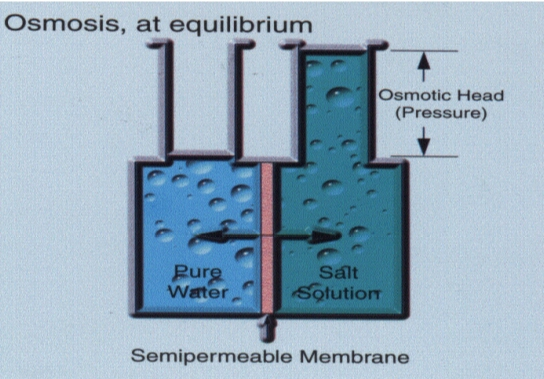 Osmosis, at equilibrium
Osmotic Head
(Pressure)
Pure
Water
Salt
Solution
Semipermeable Membrane